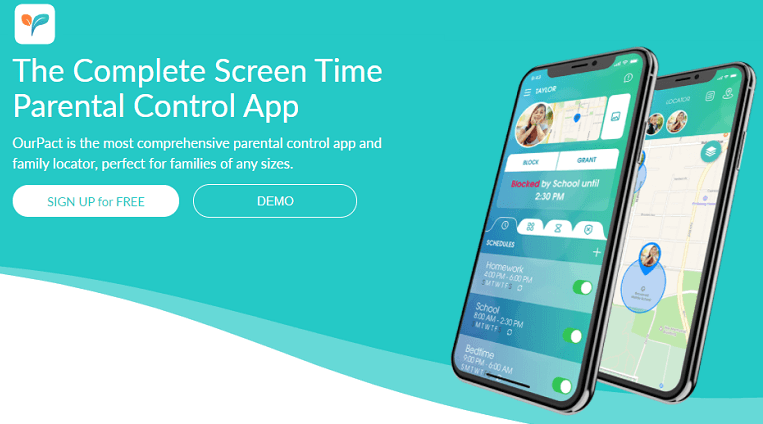 The Complete Screen Time
Parental Control App
OurPact is the most comprehensive parental control app and
family locator, perfect for families of any sizes.
SIGN UP for FREE
DEMO
TAYLOR
BLOCK
GRANT
Blocked by School until
2:30 PM
SCHEDULES
Homework
4:00 PM - 6:00 PM
School
8:00 AM - 2:30 PM
Bedtime
9:00 PM - 6:00 AM
LOCATOR